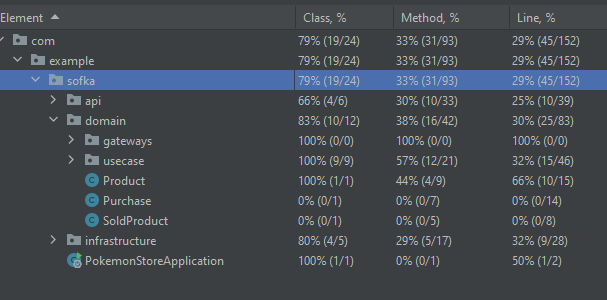 Element Class, % Method, % Line, %
com 79% (19/24) 33% (31/93) 29% (45/152)
example 79% (19/24) 33% (31/93) 29% (45/152)
sofka 79% (19/24) 33% (31/93) 29% (45/152)
api 66% (4/6) 30% (10/33) 25% (10/39)
domain 83% (10/12) 38% (16/42) 30% (25/83)
gateways 100% (0/0) 100% (0/0) 100% (0/0)
usecase 100% (9/9) 57% (12/21) 32% (15/46)
Product 100% (1/1) 44% (4/9) 66% (10/15)
Purchase 0% (0/1) 0% (0/7) 0% (0/14)
SoldProduct 0% (0/1) 0% (0/5) 0% (0/8)
infrastructure 80% (4/5) 29% (5/17) 32% (9/28)
PokemonStoreApplication 100% (1/1) 0% (0/1) 50% (1/2)